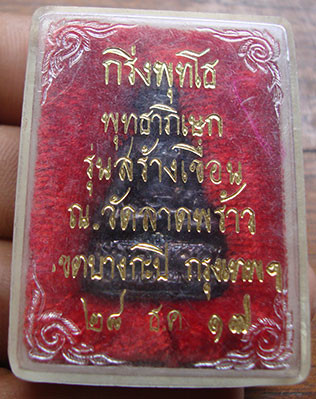 กริ่งพุทโธ
พุทธาภิเษก
รุ่นสร้างเขื่อน
ณ.วัดลาดพร้าว
เขตบางกะปิ กรุงเทพฯ
๒๘ ธ.ค ๑๗